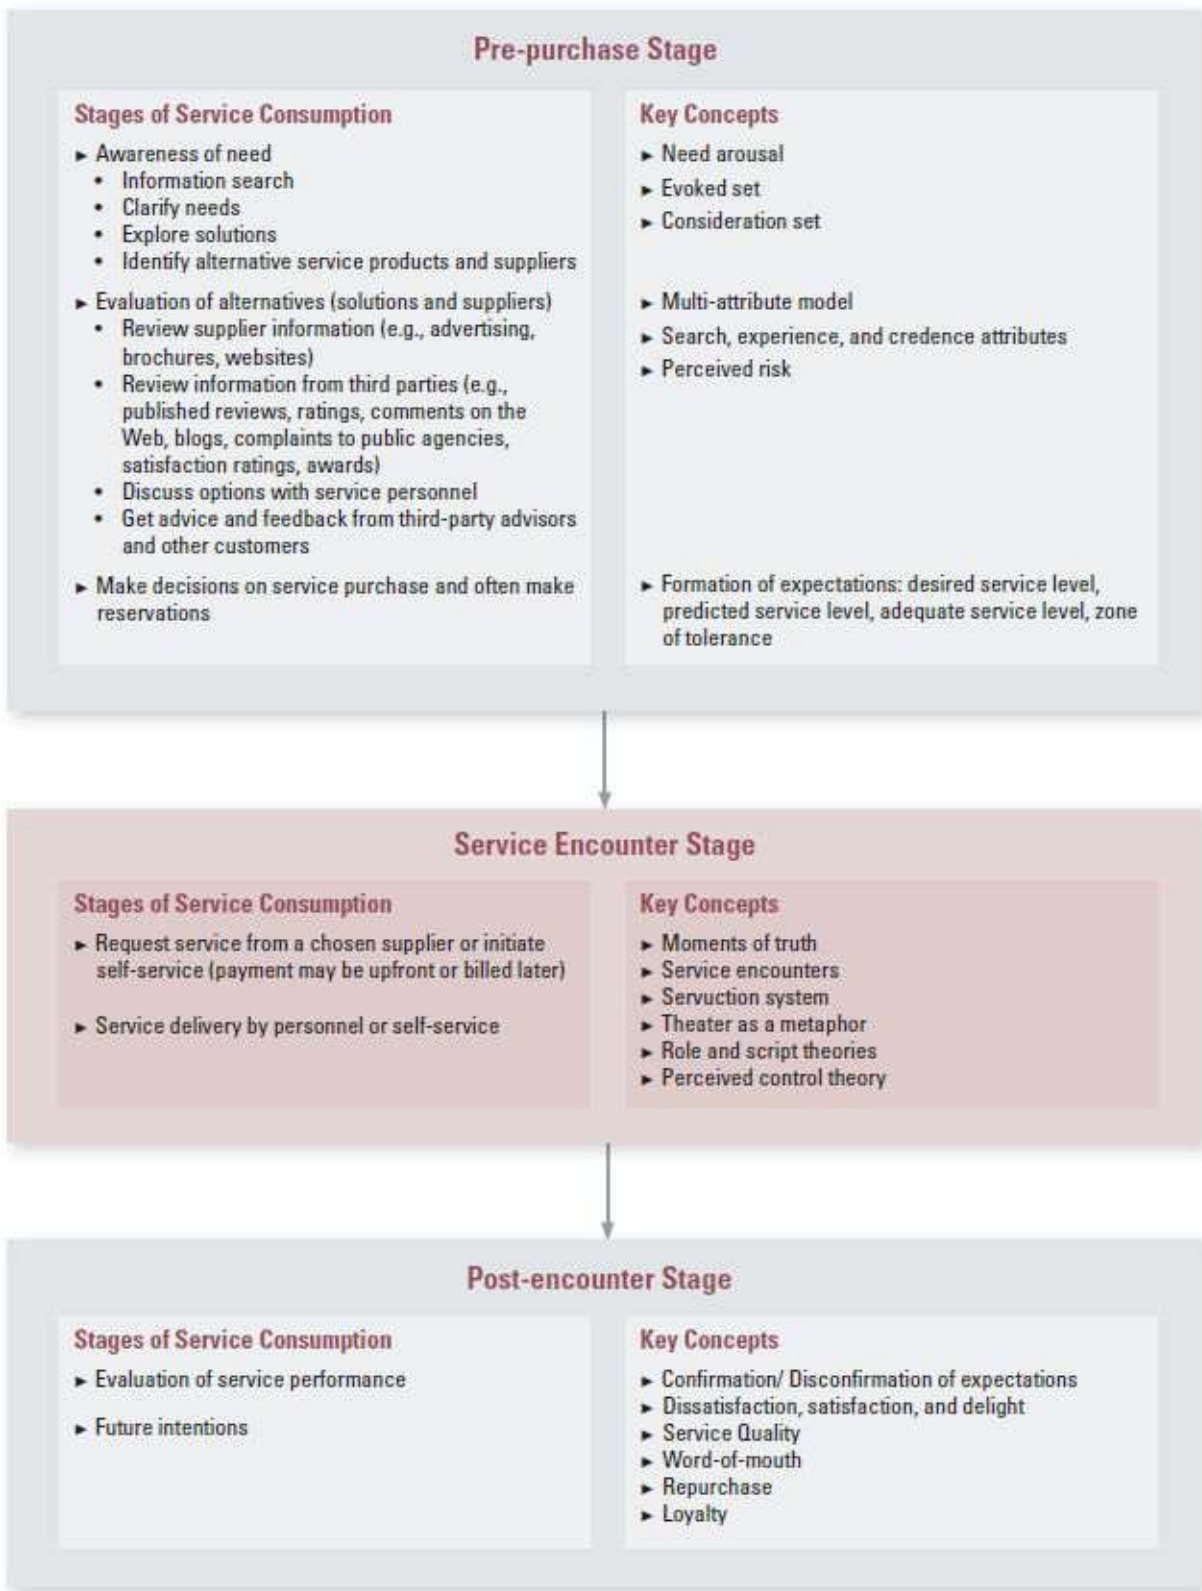 Pre-purchase Stage
Stages of Service Consumption
► Awareness of need
• Information search
• Clarify needs
• Explore solutions
• Identify alternative service products and suppliers
► Evaluation of alternatives (solutions and suppliers)
• Review supplier information (e.g., advertising,
brochures, websites)
• Review information from third parties (e.g.,
published reviews, ratings, comments on the
Web, blogs, complaints to public agencies,
satisfaction ratings, awards)
• Discuss options with service personnel
• Get advice and feedback from third-party advisors
and other customers
► Make decisions on service purchase and often make
reservations
Key Concepts
► Need arousal
► Evoked set
► Consideration set
► Multi-attribute model
► Search, experience, and credence attributes
► Perceived risk
► Formation of expectations: desired service level,
predicted service level, adequate service level, zone
of tolerance
Service Encounter Stage
Stages of Service Consumption
► Request service from a chosen supplier or initiate
self-service (payment may be upfront or billed later)
► Service delivery by personnel or self-service
Key Concepts
► Moments of truth
► Service encounters
► Servuction system
► Theater as a metaphor
► Role and script theories
► Perceived control theory
Post-encounter Stage
Stages of Service Consumption
► Evaluation of service performance
► Future intentions
Key Concepts
► Confirmation/ Disconfirmation of expectations
► Dissatisfaction, satisfaction, and delight
► Service Quality
► Word-of-mouth
► Repurchase
► Loyalty